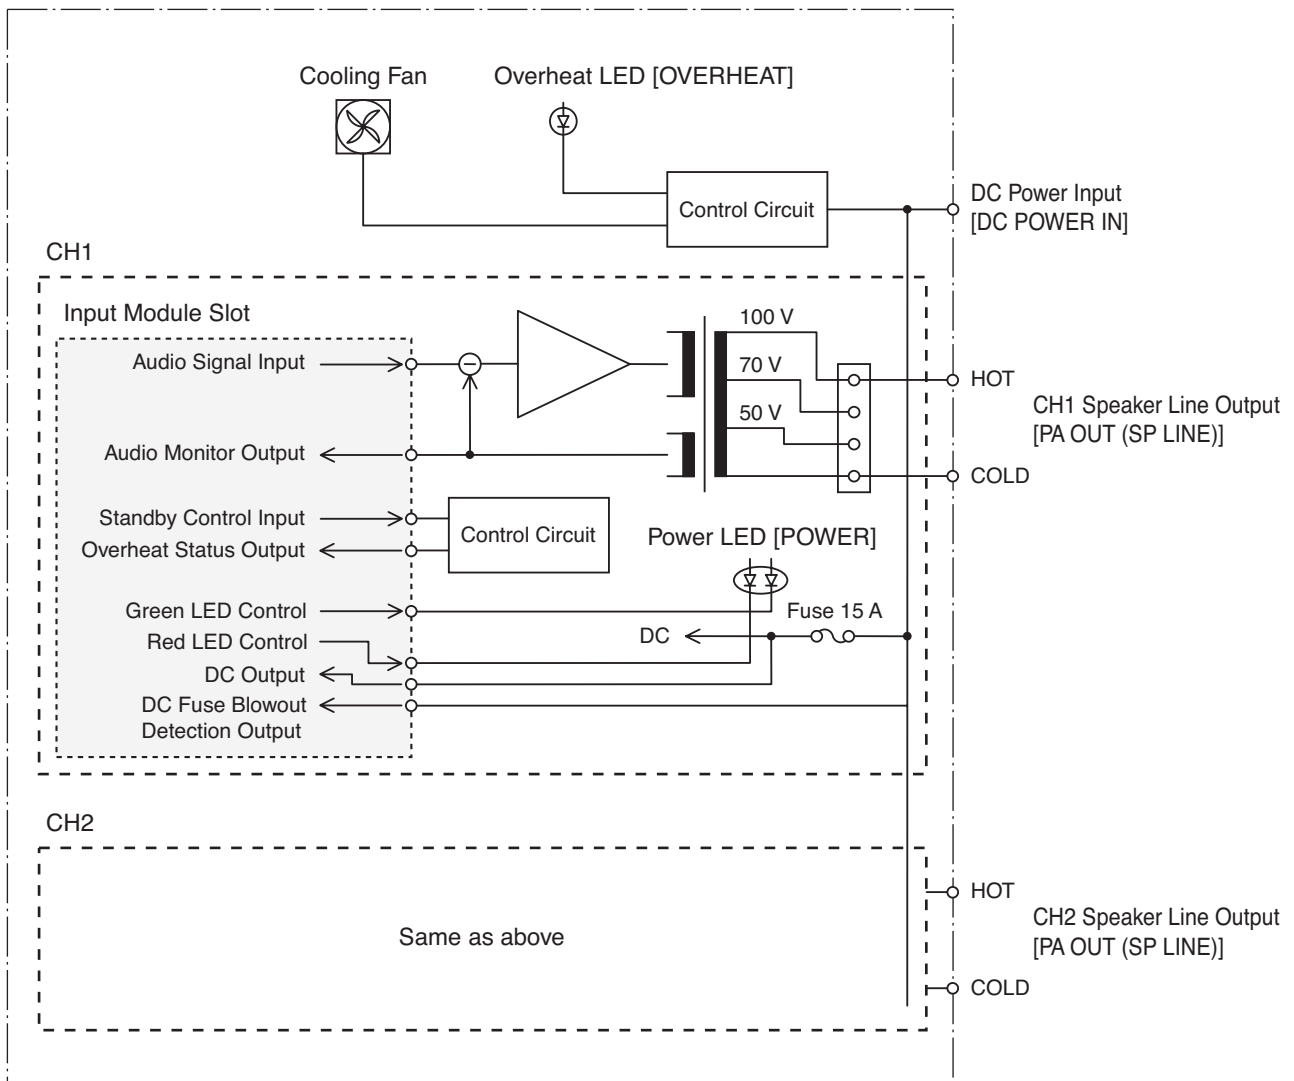 Cooling Fan
Overheat LED [OVERHEAT]
Control Circuit
DC Power Input
[DC POWER IN]
CH1
Input Module Slot
Audio Signal Input
Audio Monitor Output
Standby Control Input
Overheat Status Output
Green LED Control
Red LED Control
DC Output
DC Fuse Blowout
Detection Output
Control Circuit
Power LED [POWER]
Fuse 15 A
DC
100 V
70 V
50 V
HOT
CH1 Speaker Line Output
[PA OUT (SP LINE)]
COLD
CH2
Same as above
HOT
CH2 Speaker Line Output
[PA OUT (SP LINE)]
COLD